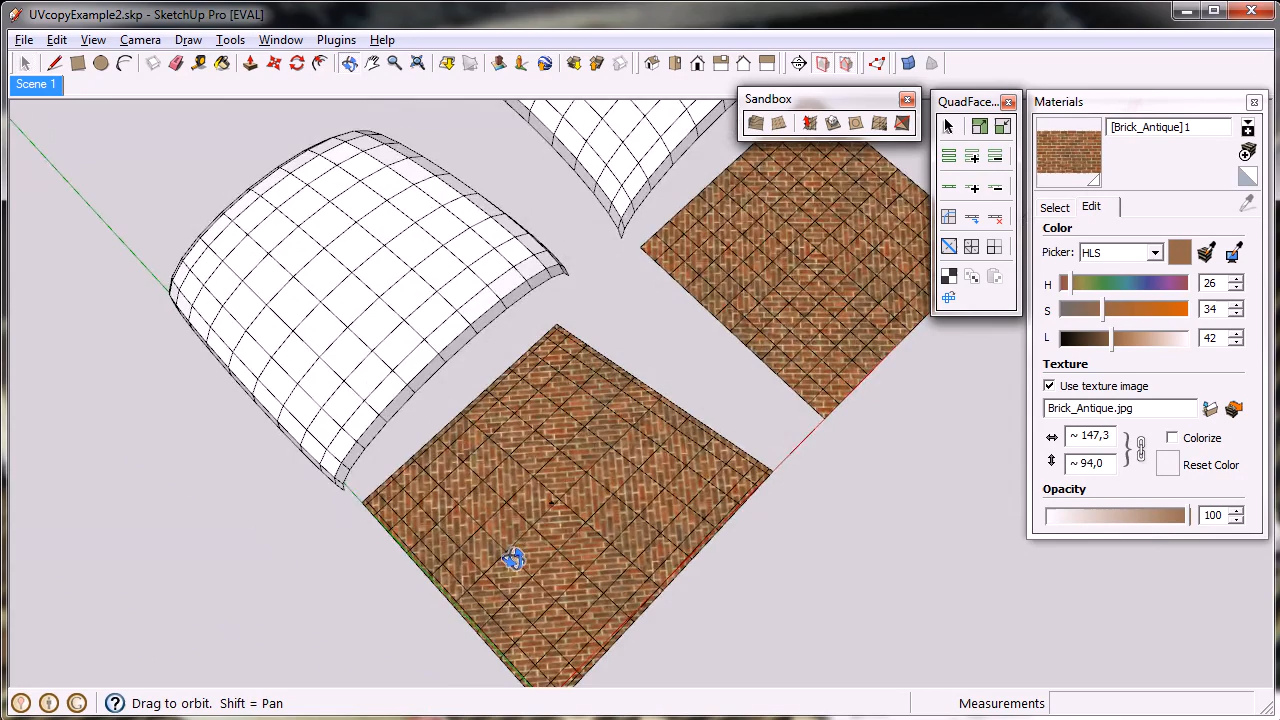 UVcopyExample2.skp - SketchUp Pro [EVAL]
File Edit View Camera Draw Tools Window Plugins Help
Scene 1
Sandbox
QuadFace...
Materials
[Brick_Antique]1
Select Edit
Color
Picker: HLS
H 26
S 34
L 42
Texture
Use texture image
Brick_Antique.jpg
~ 147,3 Colorize
~ 94,0 Reset Color
Opacity
100
Drag to orbit. Shift = Pan
Measurements